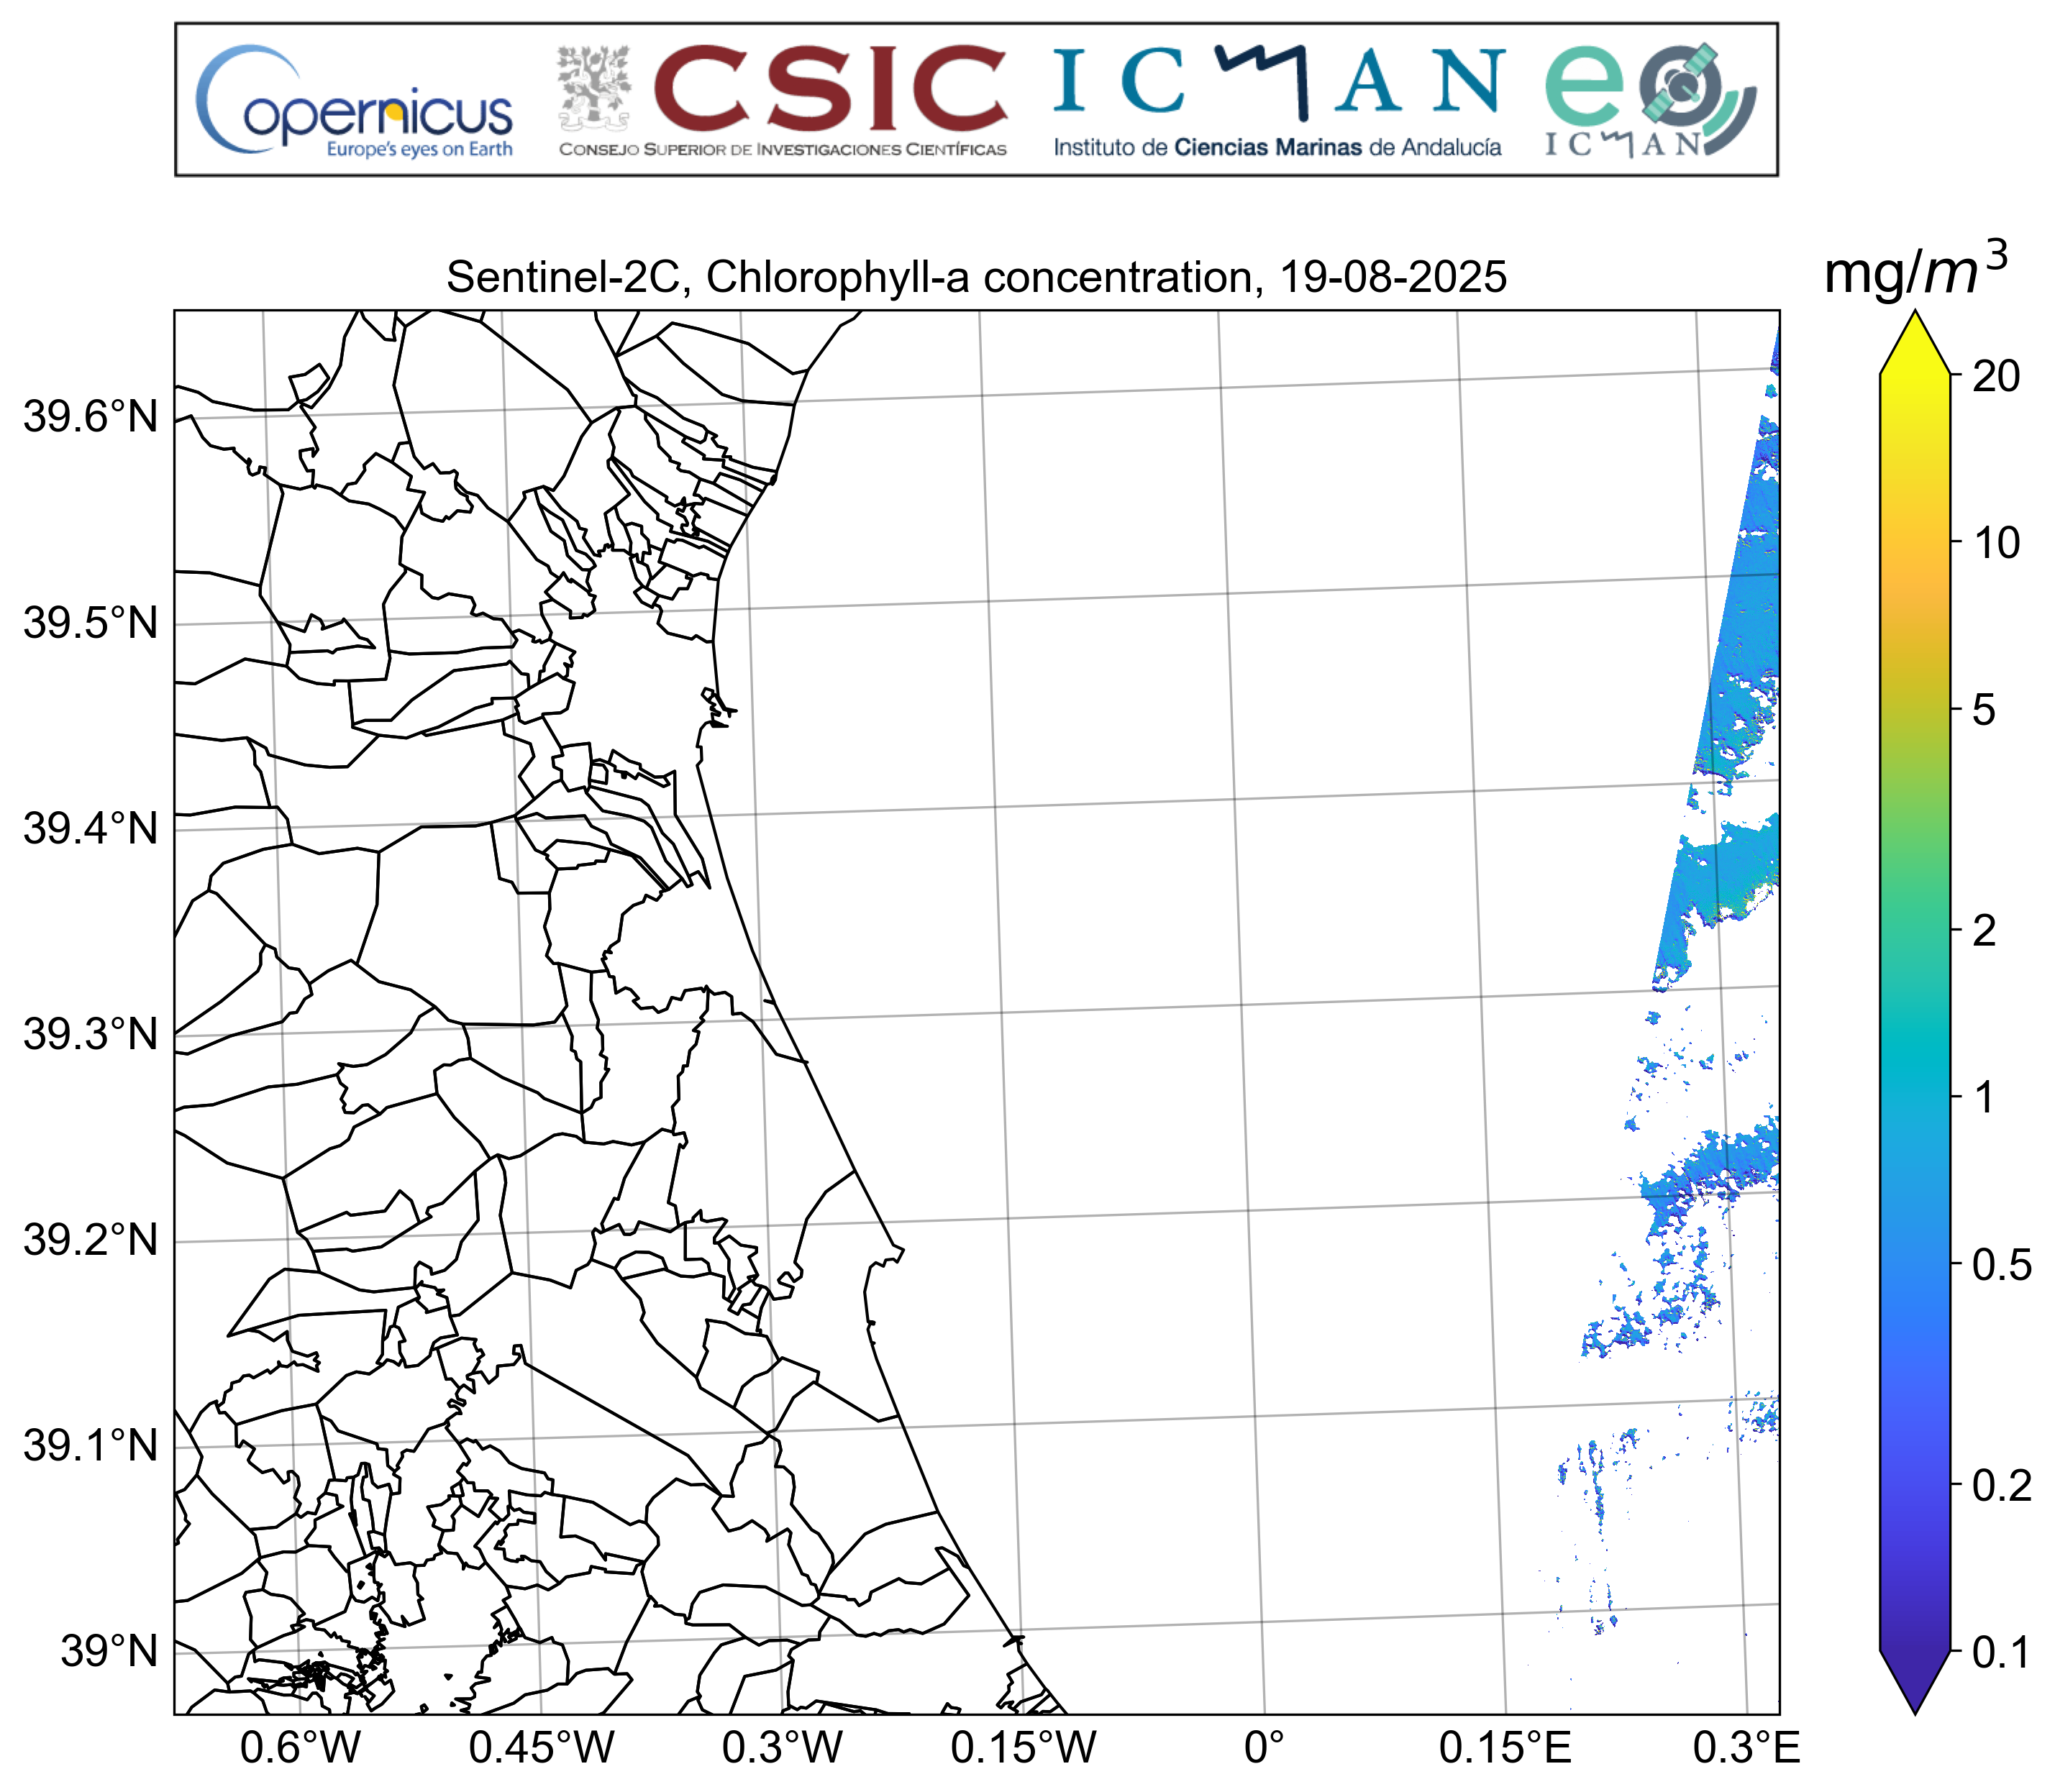 Copernicus
Europe's eyes on Earth
CSIC
CONSEJO SUPERIOR DE INVESTIGACIONES CIENTÍFICAS
ICMAN
Instituto de Ciencias Marinas de Andalucía
eo
ICMAN
Sentinel-2C, Chlorophyll-a concentration, 19-08-2025
mg/m³
39.6°N
39.5°N
39.4°N
39.3°N
39.2°N
39.1°N
39°N
0.6°W 0.45°W 0.3°W 0.15°W 0° 0.15°E 0.3°E
20
10
5
2
1
0.5
0.2
0.1